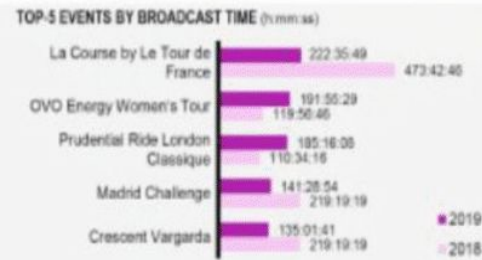 TOP-5 EVENTS BY BROADCAST TIME (h:mm:ss)
La Course by Le Tour de
France
222:35:49
473:42:46
OVO Energy Women's Tour
191:55:29
119:56:46
Prudential Ride London
Classique
185:16:08
110:34:16
Madrid Challenge
141:28:54
219:19:19
Crescent Vargarda
135:01:41
219:19:19
2019
2018